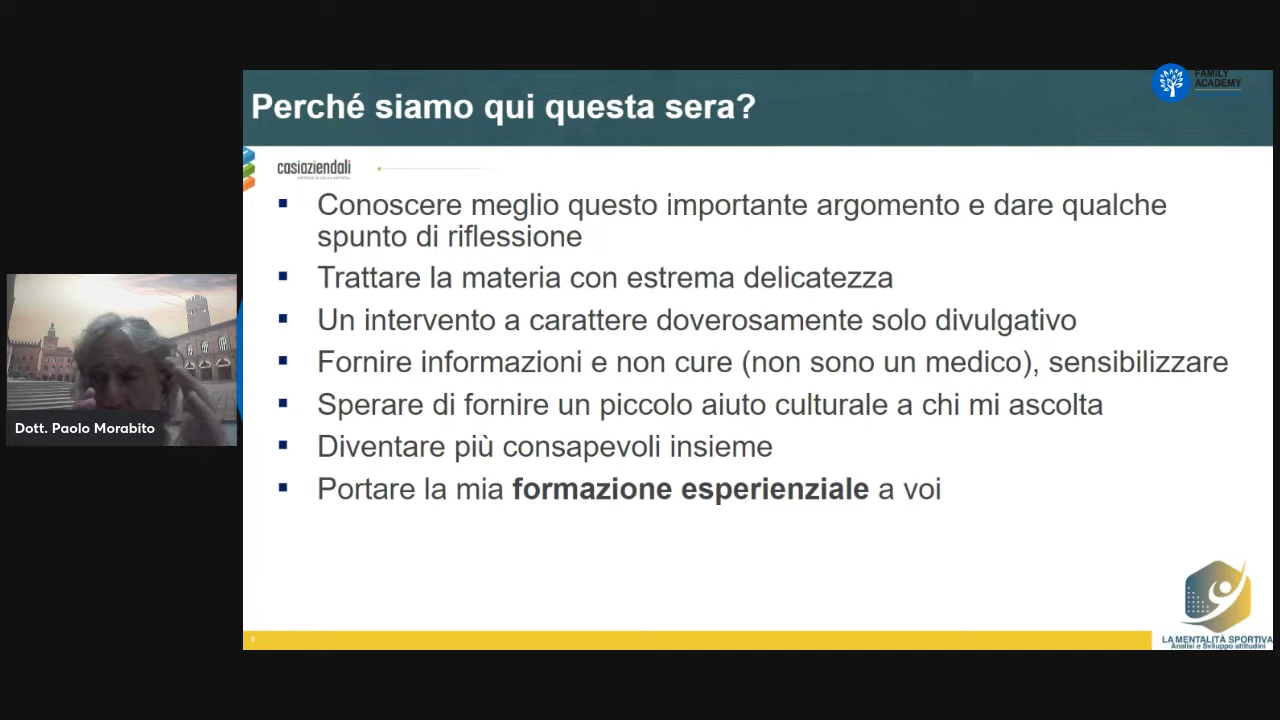 FAMILY
ACADEMY
Perché siamo qui questa sera?
casiaziendali
Conoscere meglio questo importante argomento e dare qualche
spunto di riflessione
Trattare la materia con estrema delicatezza
Un intervento a carattere doverosamente solo divulgativo
Fornire informazioni e non cure (non sono un medico), sensibilizzare
Sperare di fornire un piccolo aiuto culturale a chi mi ascolta
Diventare più consapevoli insieme
Portare la mia formazione esperienziale a voi
Dott. Paolo Morabito
LA MENTALITÀ SPORTIVA
Analisi e Sviluppo attitudini